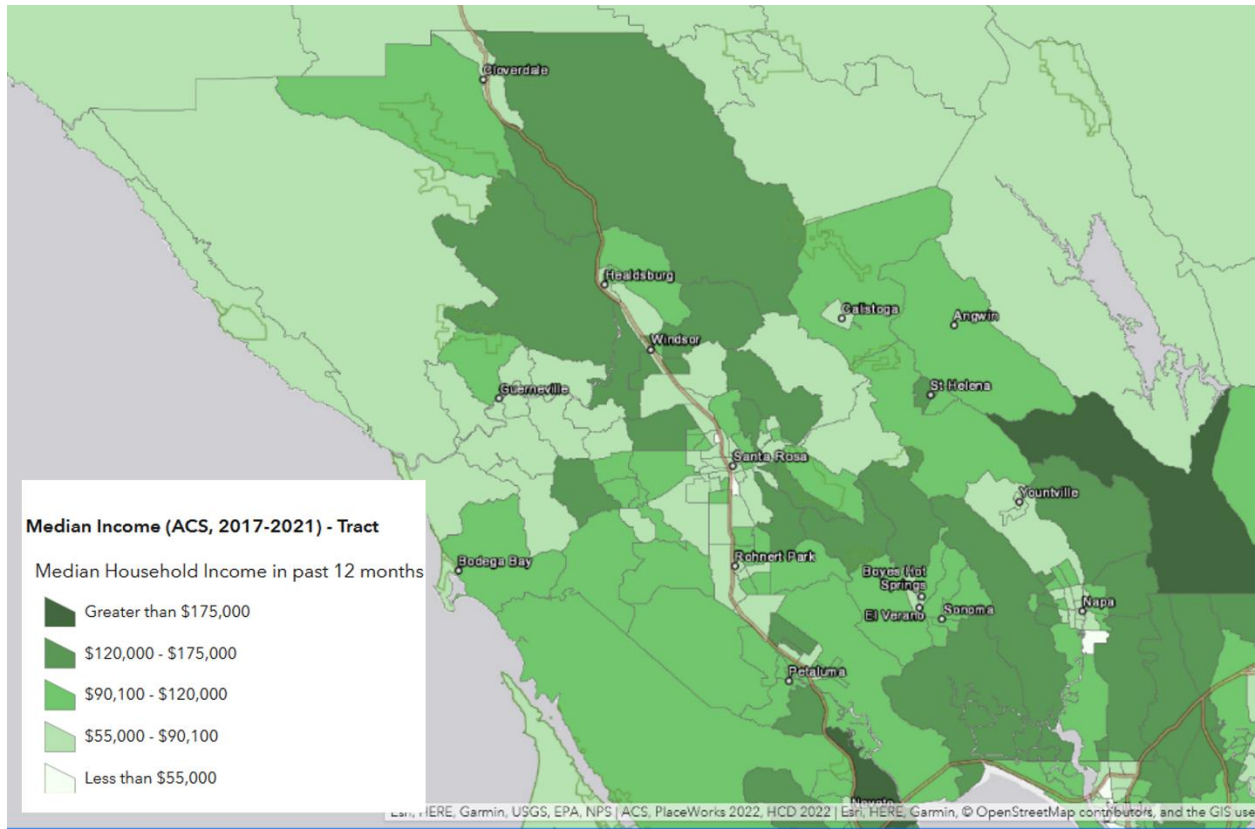 Cloverdale
Healdsburg
Calistoga
Angwin
Windsor
St Helena
Guerneville
Santa Rosa
Yountville
Median Income (ACS, 2017-2021) - Tract
Median Household Income in past 12 months
Greater than $175,000
$120,000 - $175,000
$90,100 - $120,000
$55,000 - $90,100
Less than $55,000
Bodega Bay
Rohnert Park
Boyes Hot
Springs
El Verano
Sonoma
Napa
Petaluma
Novato
Esri, HERE, Garmin, USGS, EPA, NPS | ACS, PlaceWorks 2022, HCD 2022 | Esri, HERE, Garmin, © OpenStreetMap contributors, and the GIS use